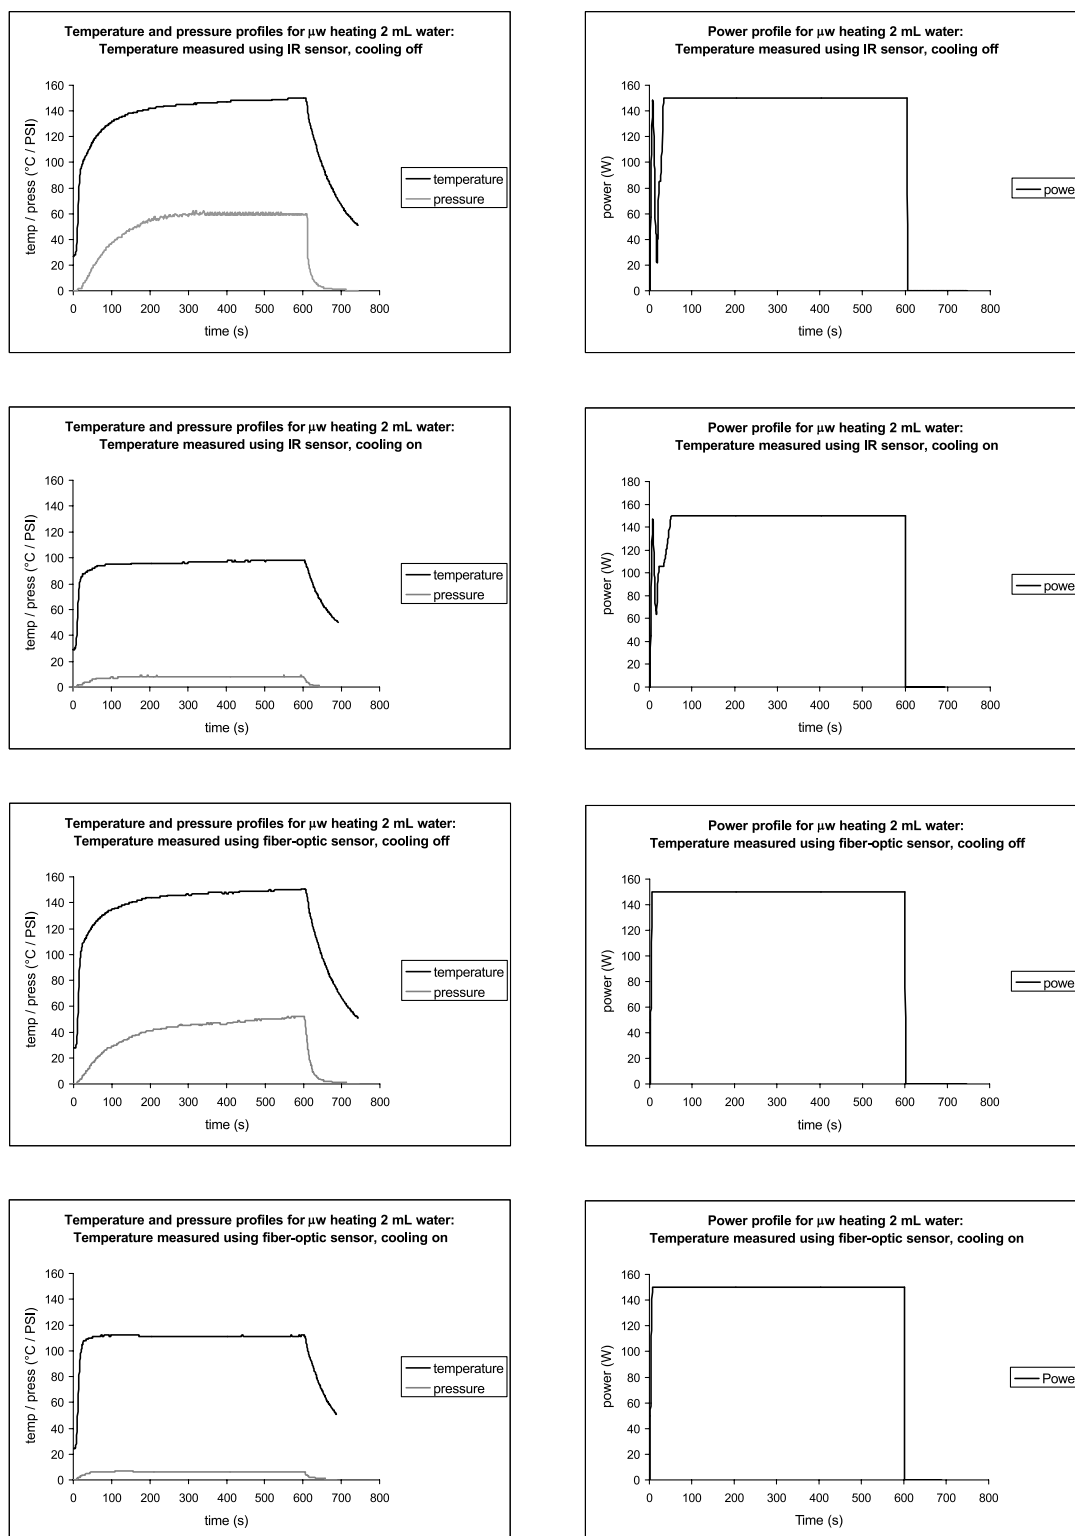 Temperature and pressure profiles for μw heating 2 mL water:
Temperature measured using IR sensor, cooling off
160
140
120
100
80
60
40
20
0
temp / press (°C / PSI)
0 100 200 300 400 500 600 700 800
time (s)
temperature
pressure
Power profile for μw heating 2 mL water:
Temperature measured using IR sensor, cooling off
160
140
120
100
80
60
40
20
0
power (W)
0 100 200 300 400 500 600 700 800
time (s)
power
Temperature and pressure profiles for μw heating 2 mL water:
Temperature measured using IR sensor, cooling on
160
140
120
100
80
60
40
20
0
temp / press (°C / PSI)
0 100 200 300 400 500 600 700 800
time (s)
temperature
pressure
Power profile for μw heating 2 mL water:
Temperature measured using IR sensor, cooling on
180
160
140
120
100
80
60
40
20
0
power (W)
0 100 200 300 400 500 600 700 800
time (s)
power
Temperature and pressure profiles for μw heating 2 mL water:
Temperature measured using fiber-optic sensor, cooling off
160
140
120
100
80
60
40
20
0
temp / press (°C / PSI)
0 100 200 300 400 500 600 700 800
time (s)
temperature
pressure
Power profile for μw heating 2 mL water:
Temperature measured using fiber-optic sensor, cooling off
160
140
120
100
80
60
40
20
0
power (W)
0 100 200 300 400 500 600 700 800
time (s)
power
Temperature and pressure profiles for μw heating 2 mL water:
Temperature measured using fiber-optic sensor, cooling on
160
140
120
100
80
60
40
20
0
temp / press (°C / PSI)
0 100 200 300 400 500 600 700 800
time (s)
temperature
pressure
Power profile for μw heating 2 mL water:
Temperature measured using fiber-optic sensor, cooling on
160
140
120
100
80
60
40
20
0
power (W)
0 100 200 300 400 500 600 700 800
Time (s)
Power